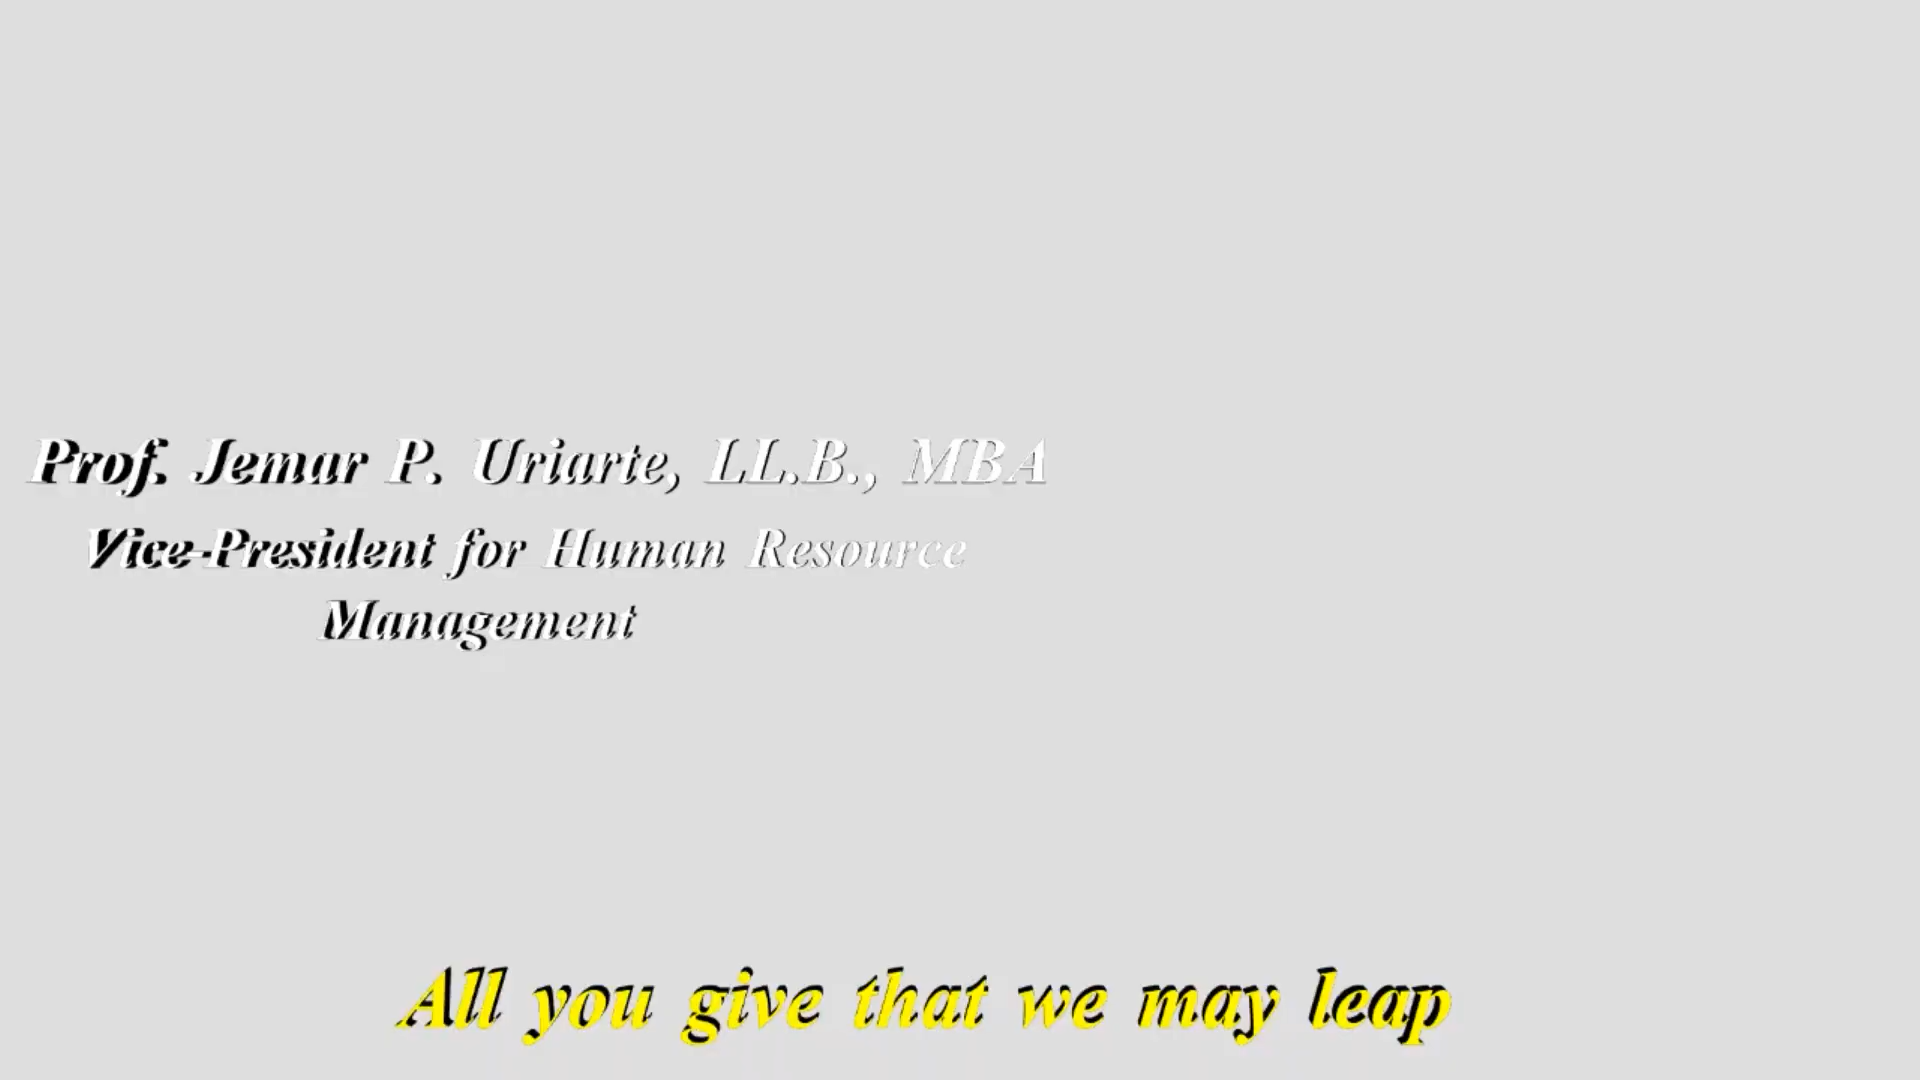 Prof. Jemar P. Uriarte, LL.B., MBA
Vice-President for Human Resource
Management
All you give that we may leap